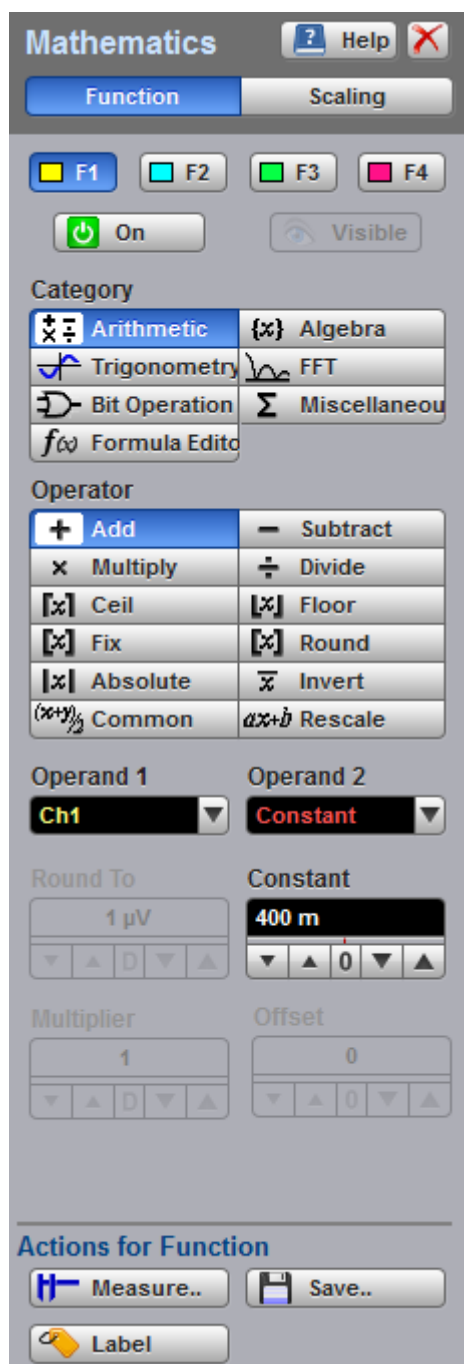 Mathematics ? Help
Function Scaling
F1 F2 F3 F4
On Visible
Category
Arithmetic {x} Algebra
Trigonometry FFT
Bit Operation Σ Miscellaneou
f(x) Formula Edito
Operator
+ Add − Subtract
× Multiply ÷ Divide
⌈x⌉ Ceil ⌊x⌋ Floor
[x] Fix [x] Round
|x| Absolute x̅ Invert
(x+y)/2 Common ax+b Rescale
Operand 1 Operand 2
Ch1 Constant
Round To Constant
1 µV 400 m
D 0
Multiplier Offset
1 0
D 0
Actions for Function
Measure.. Save..
Label